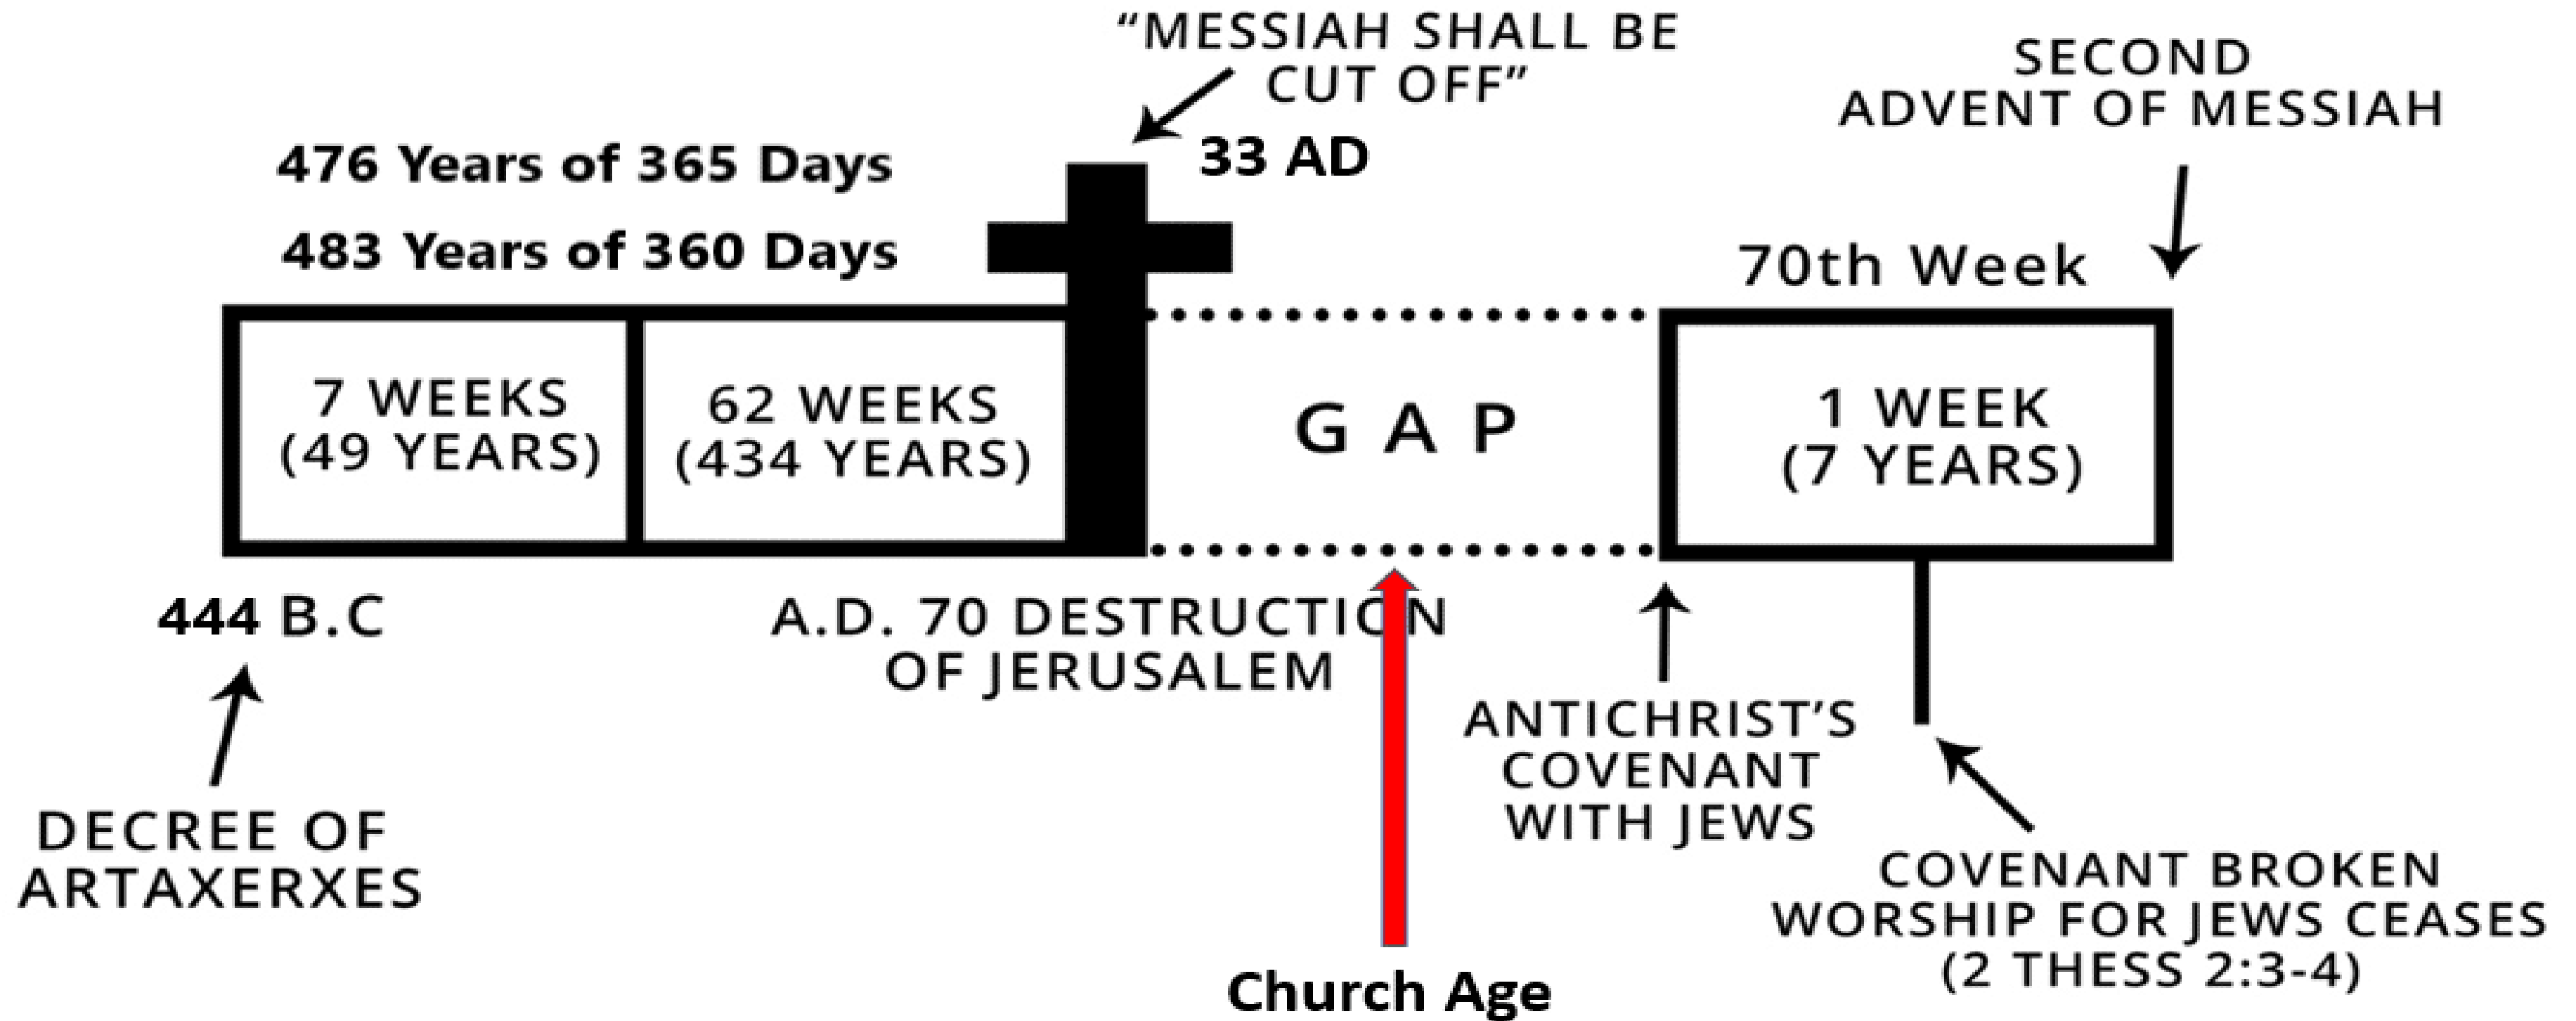 “MESSIAH SHALL BE
CUT OFF”
33 AD
SECOND
ADVENT OF MESSIAH
476 Years of 365 Days
483 Years of 360 Days
70th Week
7 WEEKS
(49 YEARS)
62 WEEKS
(434 YEARS)
G A P
1 WEEK
(7 YEARS)
444 B.C
A.D. 70 DESTRUCTION
OF JERUSALEM
DECREE OF
ARTAXERXES
ANTICHRIST’S
COVENANT
WITH JEWS
COVENANT BROKEN
WORSHIP FOR JEWS CEASES
(2 THESS 2:3-4)
Church Age